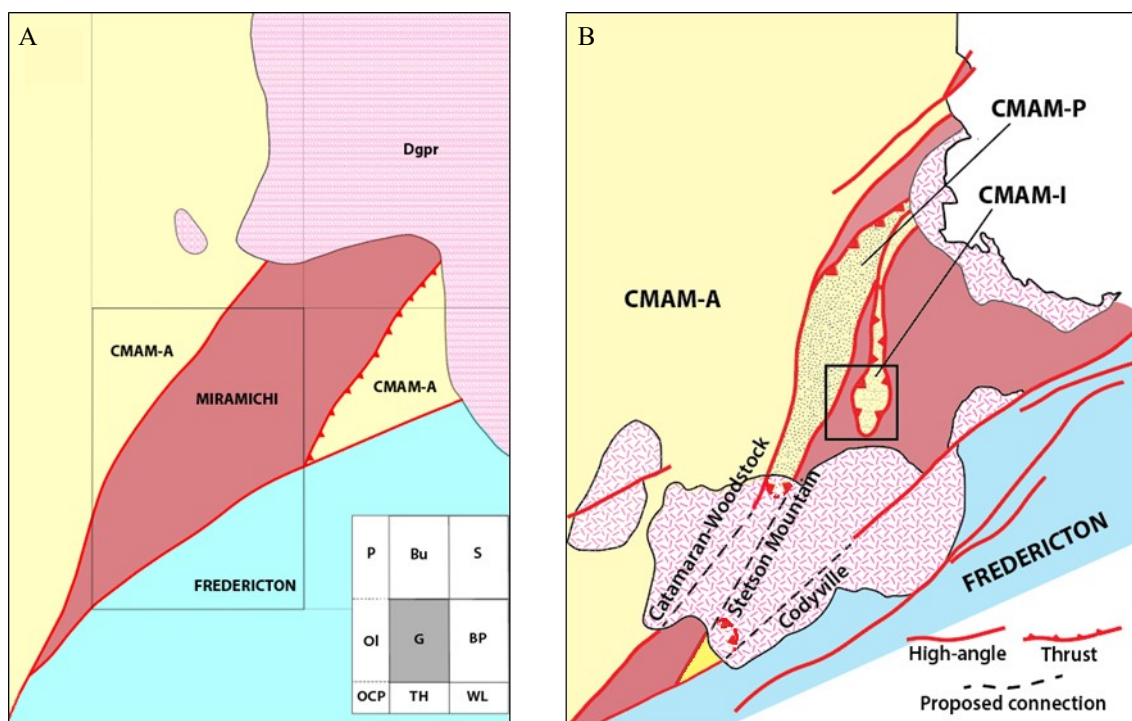 A
Dgpr
CMAM-A
MIRAMICHI
CMAM-A
FREDERICTON
P Bu S
Ol G BP
OCP TH WL
B
CMAM-P
CMAM-I
CMAM-A
Catamaran-Woodstock
Stetson Mountain
Codyville
FREDERICTON
High-angle Thrust
Proposed connection